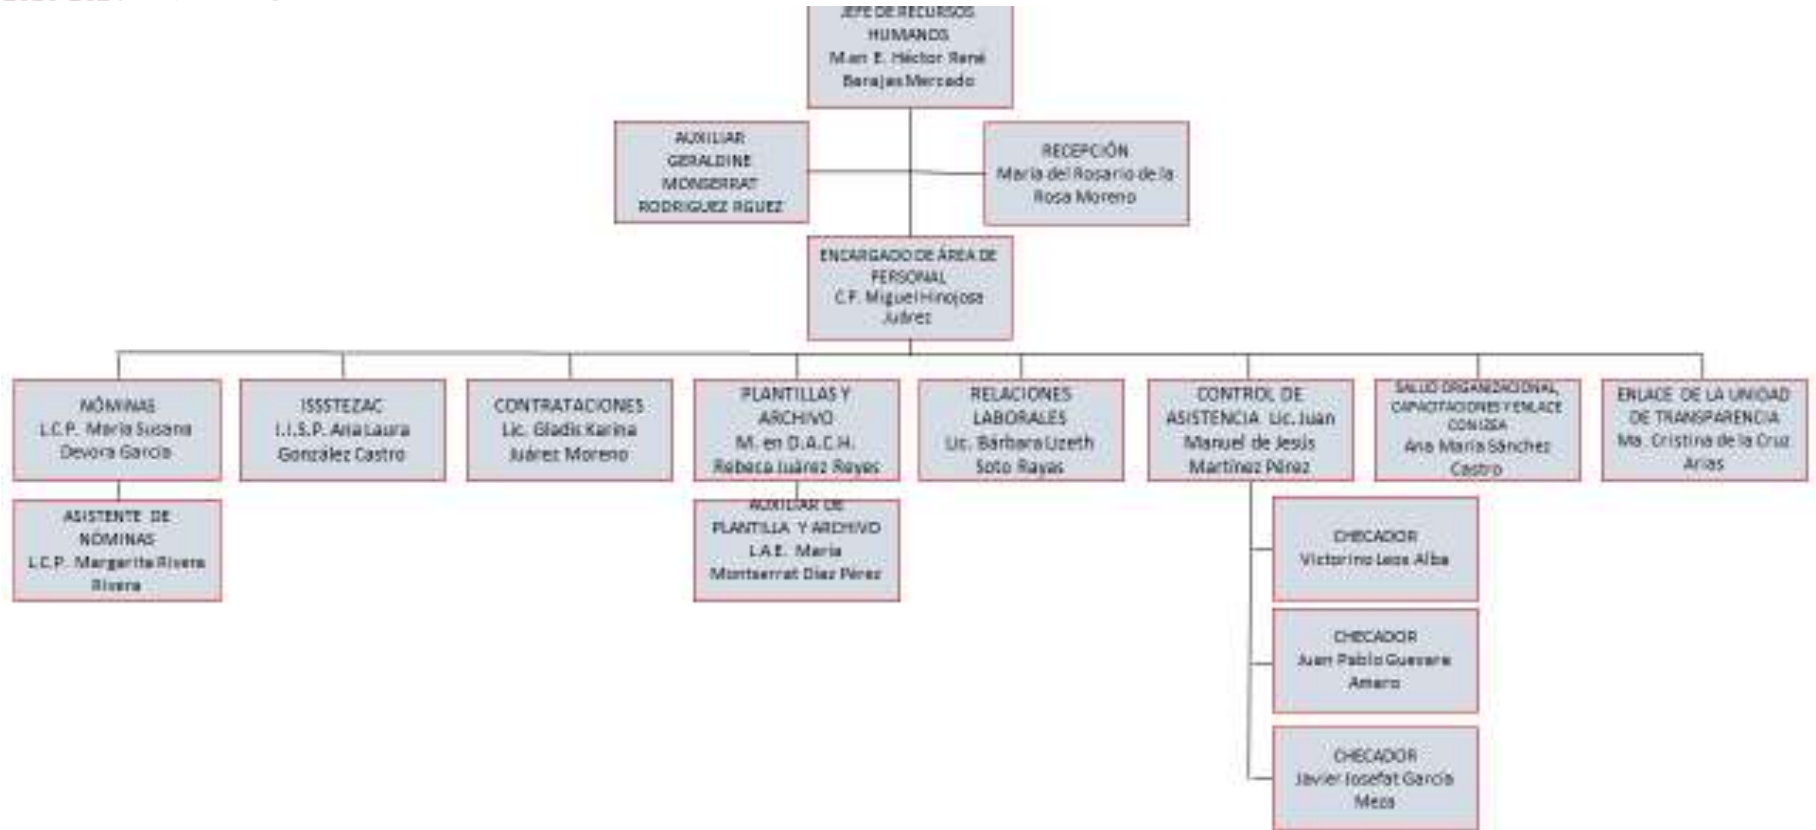 JEFE DE RECURSOS
HUMANOS
M.en E. Héctor René
Barajas Mercado
AUXILIAR
GERALDINE
MONSERRAT
RODRIGUEZ RGUEZ
RECEPCIÓN
María del Rosario de la
Rosa Moreno
ENCARGADO DE ÁREA DE
PERSONAL
C.P. Miguel Hinojosa
Juárez
NÓMINAS
L.C.P. María Susana
Devora García
ISSSTEZAC
I.I.S.P. Ana Laura
González Castro
CONTRATACIONES
Lic. Gladis Karina
Juárez Moreno
PLANTILLAS Y
ARCHIVO
M. en D.A.C.H.
Rebeca Juárez Reyes
RELACIONES
LABORALES
Lic. Bárbara Lizeth
Soto Rayas
CONTROL DE
ASISTENCIA Lic. Juan
Manuel de Jesús
Martínez Pérez
SALUD ORGANIZACIONAL,
CAPACITACIONES Y ENLACE
CON IZEA
Ana María Sánchez
Castro
ENLACE DE LA UNIDAD
DE TRANSPARENCIA
Ma. Cristina de la Cruz
Arias
ASISTENTE DE
NÓMINAS
L.C.P. Margarita Rivera
Rivera
AUXILIAR DE
PLANTILLA Y ARCHIVO
L.A.E. María
Montserrat Díaz Pérez
CHECADOR
Victorino Leos Alba
CHECADOR
Juan Pablo Guevara
Amaro
CHECADOR
Javier Josefat García
Meza